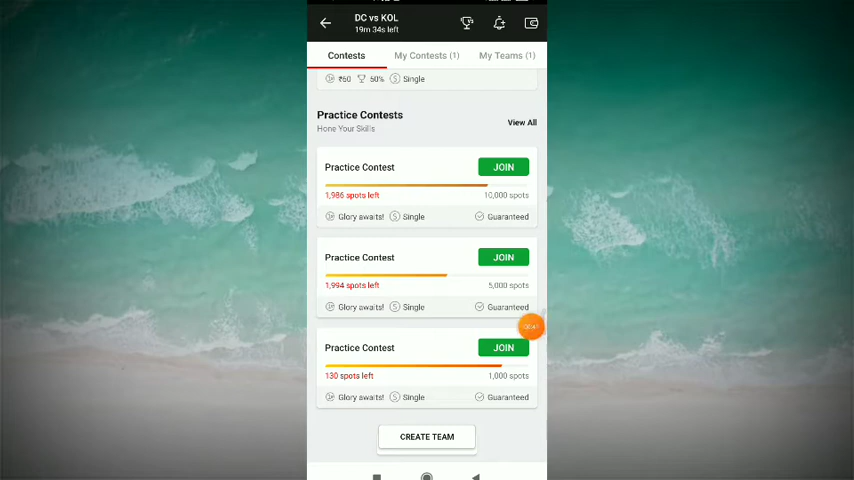 DC vs KOL
19m 34s left
Contests
My Contests (1)
My Teams (1)
₹60 50% Single
Practice Contests
View All
Hone Your Skills
Practice Contest
JOIN
1,986 spots left
10,000 spots
Glory awaits! Single Guaranteed
Practice Contest
JOIN
1,994 spots left
5,000 spots
Glory awaits! Single Guaranteed
Practice Contest
JOIN
130 spots left
1,000 spots
Glory awaits! Single Guaranteed
CREATE TEAM